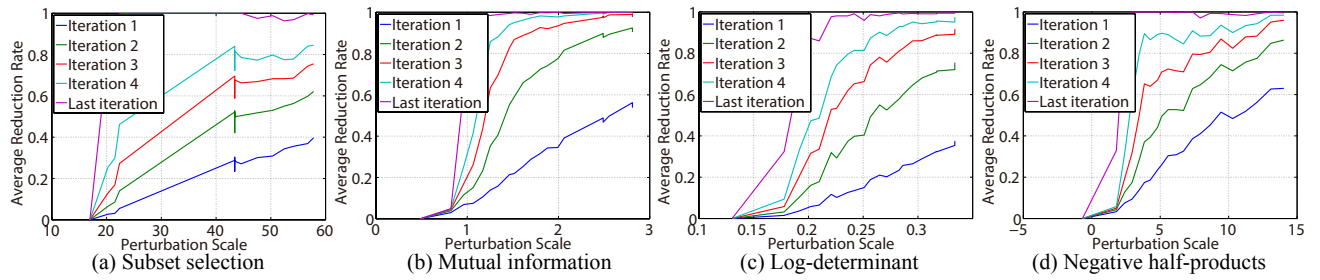 Average Reduction Rate
1
0.8
0.6
0.4
0.2
0
Iteration 1
Iteration 2
Iteration 3
Iteration 4
Last iteration
10 20 30 40 50 60
Perturbation Scale
(a) Subset selection
Average Reduction Rate
1
0.8
0.6
0.4
0.2
0
Iteration 1
Iteration 2
Iteration 3
Iteration 4
Last iteration
0 1 2 3
Perturbation Scale
(b) Mutual information
Average Reduction Rate
1
0.8
0.6
0.4
0.2
0
Iteration 1
Iteration 2
Iteration 3
Iteration 4
Last iteration
0.1 0.15 0.2 0.25 0.3 0.35
Perturbation Scale
(c) Log-determinant
Average Reduction Rate
1
0.8
0.6
0.4
0.2
0
Iteration 1
Iteration 2
Iteration 3
Iteration 4
Last iteration
−5 0 5 10 15
Perturbation Scale
(d) Negative half-products